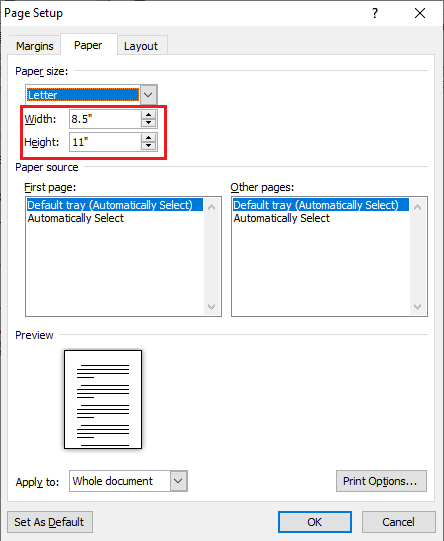 Page Setup
Margins Paper Layout
Paper size:
Letter
Width: 8.5"
Height: 11"
Paper source
First page: Other pages:
Default tray (Automatically Select) Default tray (Automatically Select)
Automatically Select Automatically Select
Preview
Apply to: Whole document Print Options...
Set As Default OK Cancel